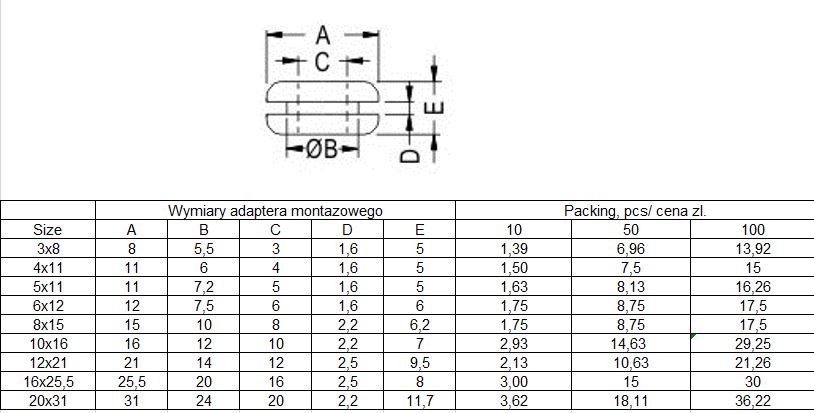 A
C
E
ØB
D
Wymiary adaptera montazowego Packing, pcs/ cena zl.
Size A B C D E 10 50 100
3x8 8 5,5 3 1,6 5 1,39 6,96 13,92
4x11 11 6 4 1,6 5 1,50 7,5 15
5x11 11 7,2 5 1,6 5 1,63 8,13 16,26
6x12 12 7,5 6 1,6 6 1,75 8,75 17,5
8x15 15 10 8 2,2 6,2 1,75 8,75 17,5
10x16 16 12 10 2,2 7 2,93 14,63 29,25
12x21 21 14 12 2,5 9,5 2,13 10,63 21,26
16x25,5 25,5 20 16 2,5 8 3,00 15 30
20x31 31 24 20 2,2 11,7 3,62 18,11 36,22